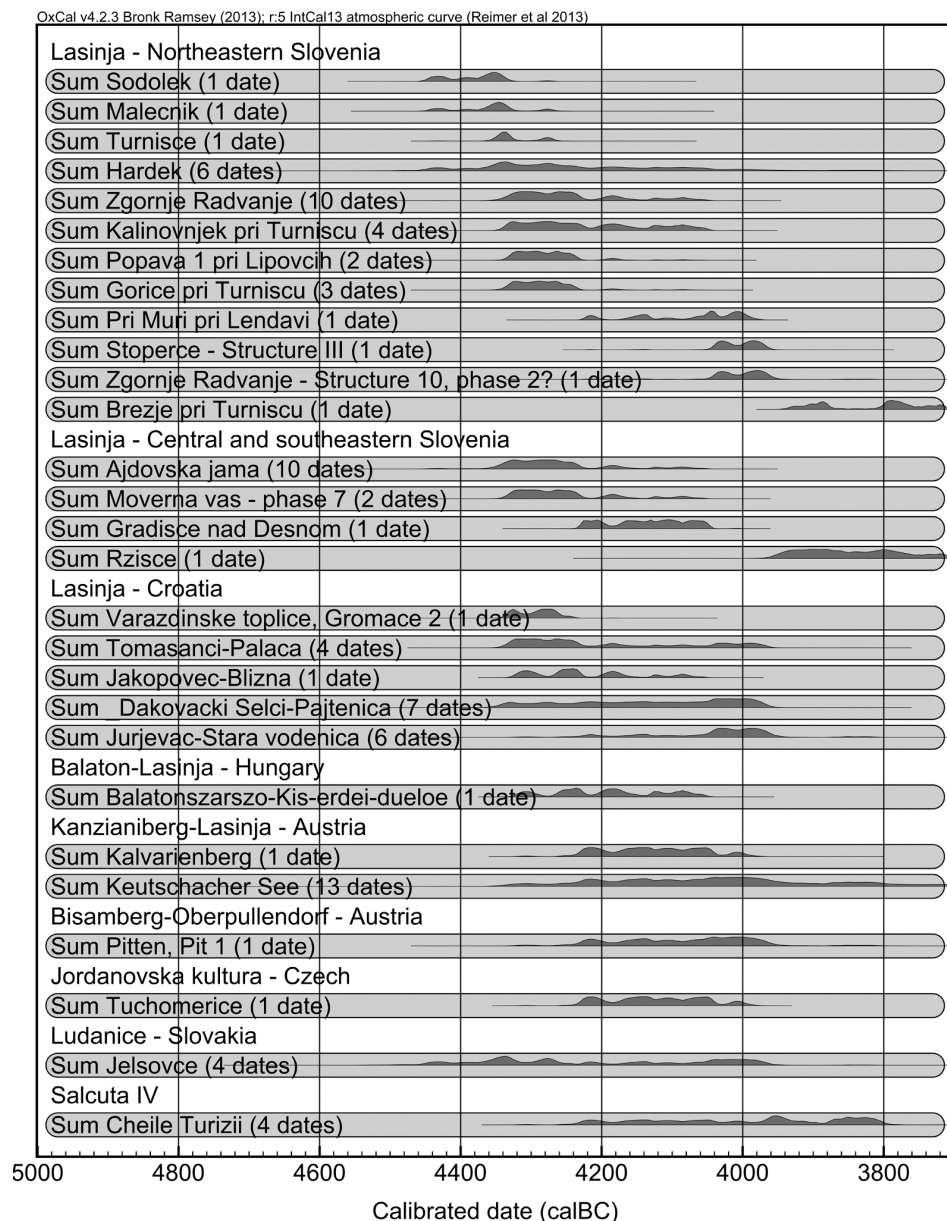 OxCal v4.2.3 Bronk Ramsey (2013); r:5 IntCal13 atmospheric curve (Reimer et al 2013)
Lasinja - Northeastern Slovenia
Sum Sodolek (1 date)
Sum Malecnik (1 date)
Sum Turnisce (1 date)
Sum Hardek (6 dates)
Sum Zgornje Radvanje (10 dates)
Sum Kalinovnjek pri Turniscu (4 dates)
Sum Popava 1 pri Lipovcih (2 dates)
Sum Gorice pri Turniscu (3 dates)
Sum Pri Muri pri Lendavi (1 date)
Sum Stoperce - Structure III (1 date)
Sum Zgornje Radvanje - Structure 10, phase 2? (1 date)
Sum Brezje pri Turniscu (1 date)
Lasinja - Central and southeastern Slovenia
Sum Ajdovska jama (10 dates)
Sum Moverna vas - phase 7 (2 dates)
Sum Gradisce nad Desnom (1 date)
Sum Rzisce (1 date)
Lasinja - Croatia
Sum Varazdinske toplice, Gromace 2 (1 date)
Sum Tomasanci-Palaca (4 dates)
Sum Jakopovec-Blizna (1 date)
Sum _Dakovacki Selci-Pajtenica (7 dates)
Sum Jurjevac-Stara vodenica (6 dates)
Balaton-Lasinja - Hungary
Sum Balatonszarszo-Kis-erdei-dueloe (1 date)
Kanzianiberg-Lasinja - Austria
Sum Kalvarienberg (1 date)
Sum Keutschacher See (13 dates)
Bisamberg-Oberpullendorf - Austria
Sum Pitten, Pit 1 (1 date)
Jordanovska kultura - Czech
Sum Tuchomerice (1 date)
Ludanice - Slovakia
Sum Jelsovce (4 dates)
Salcuta IV
Sum Cheile Turizii (4 dates)
5000 4800 4600 4400 4200 4000 3800
Calibrated date (calBC)